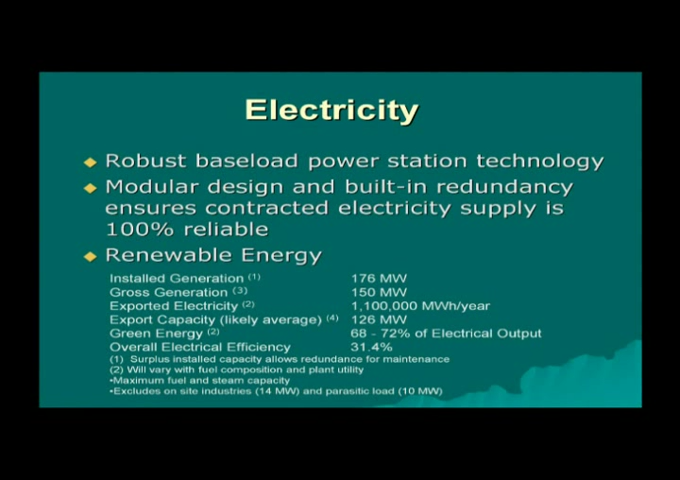 Electricity
Robust baseload power station technology
Modular design and built-in redundancy
ensures contracted electricity supply is
100% reliable
Renewable Energy
Installed Generation (1) 176 MW
Gross Generation (3) 150 MW
Exported Electricity (2) 1,100,000 MWh/year
Export Capacity (likely average) (4) 126 MW
Green Energy (2) 68 - 72% of Electrical Output
Overall Electrical Efficiency 31.4%
(1) Surplus installed capacity allows redundance for maintenance
(2) Will vary with fuel composition and plant utility
•Maximum fuel and steam capacity
•Excludes on site industries (14 MW) and parasitic load (10 MW)